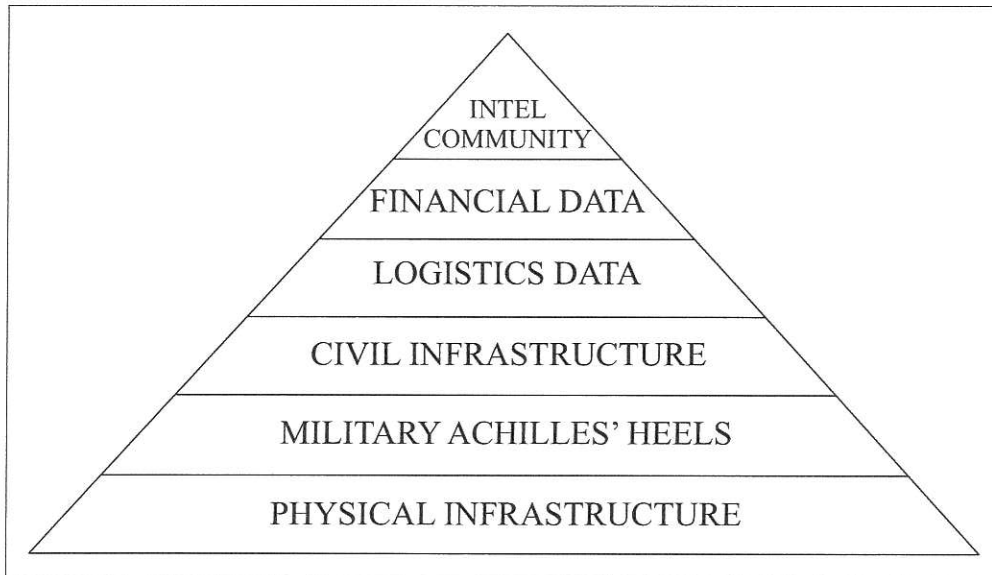 INTEL
COMMUNITY
FINANCIAL DATA
LOGISTICS DATA
CIVIL INFRASTRUCTURE
MILITARY ACHILLES’ HEELS
PHYSICAL INFRASTRUCTURE